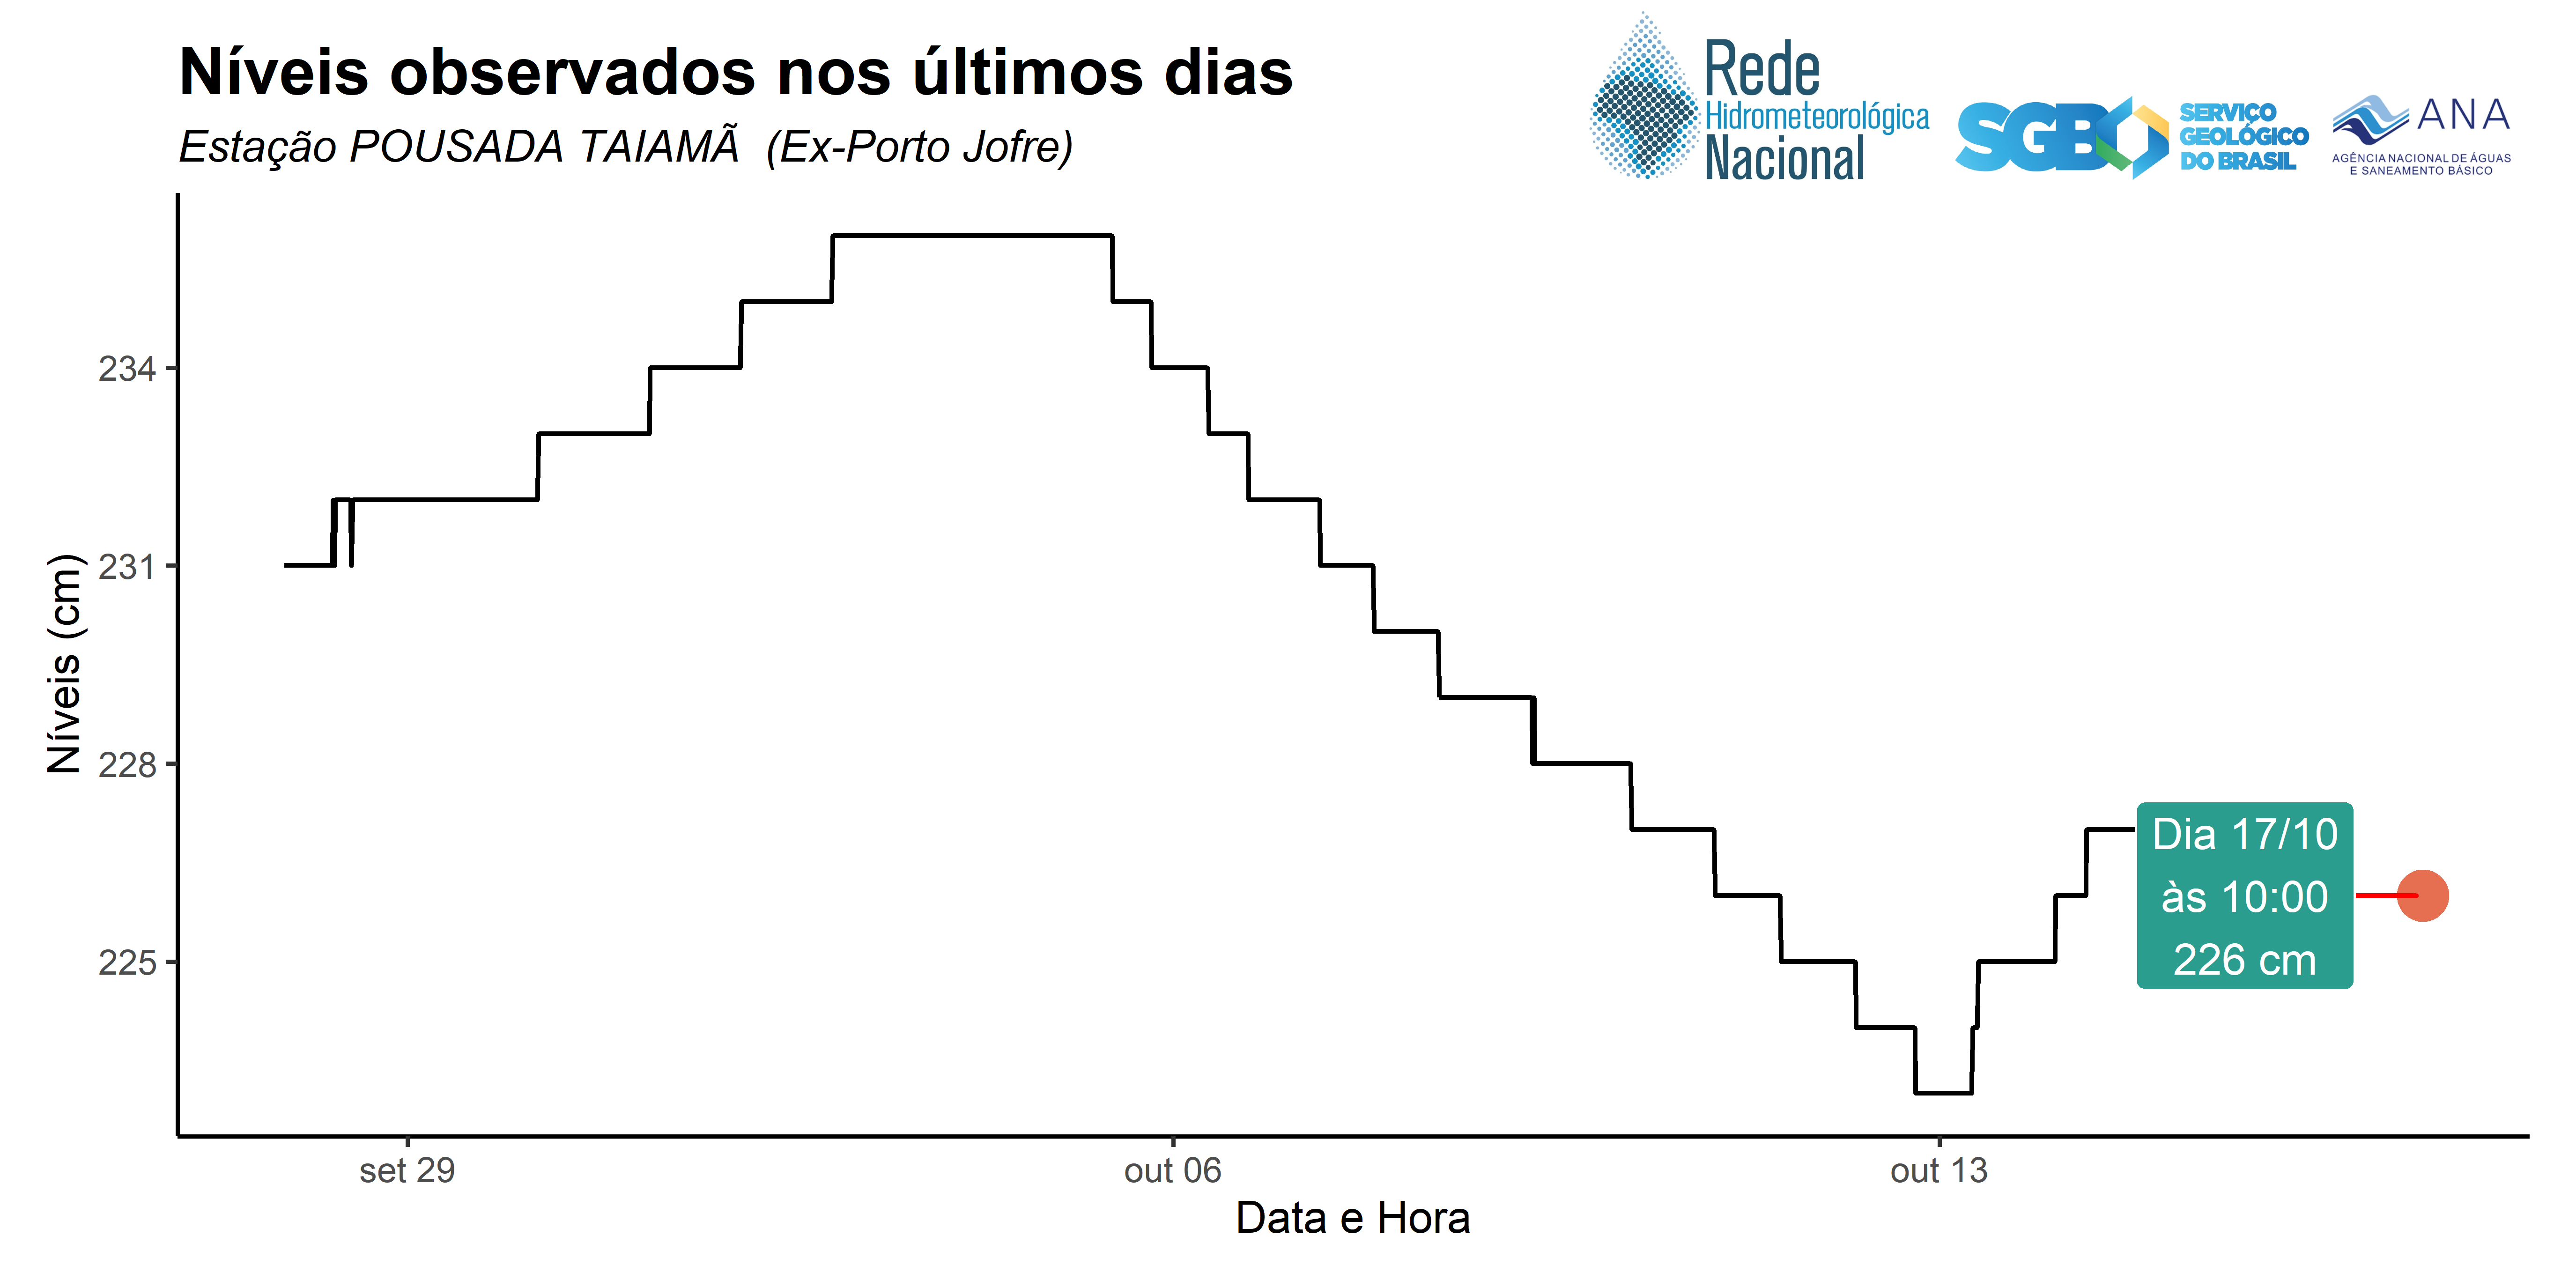 Níveis observados nos últimos dias
Estação POUSADA TAIAMÃ  (Ex-Porto Jofre)
Rede
Hidrometeorológica
Nacional
SGB
SERVIÇO
GEOLÓGICO
DO BRASIL
ANA
AGÊNCIA NACIONAL DE ÁGUAS
E SANEAMENTO BÁSICO
Níveis (cm)
234
231
228
225
Dia 17/10
às 10:00
226 cm
set 29
out 06
out 13
Data e Hora